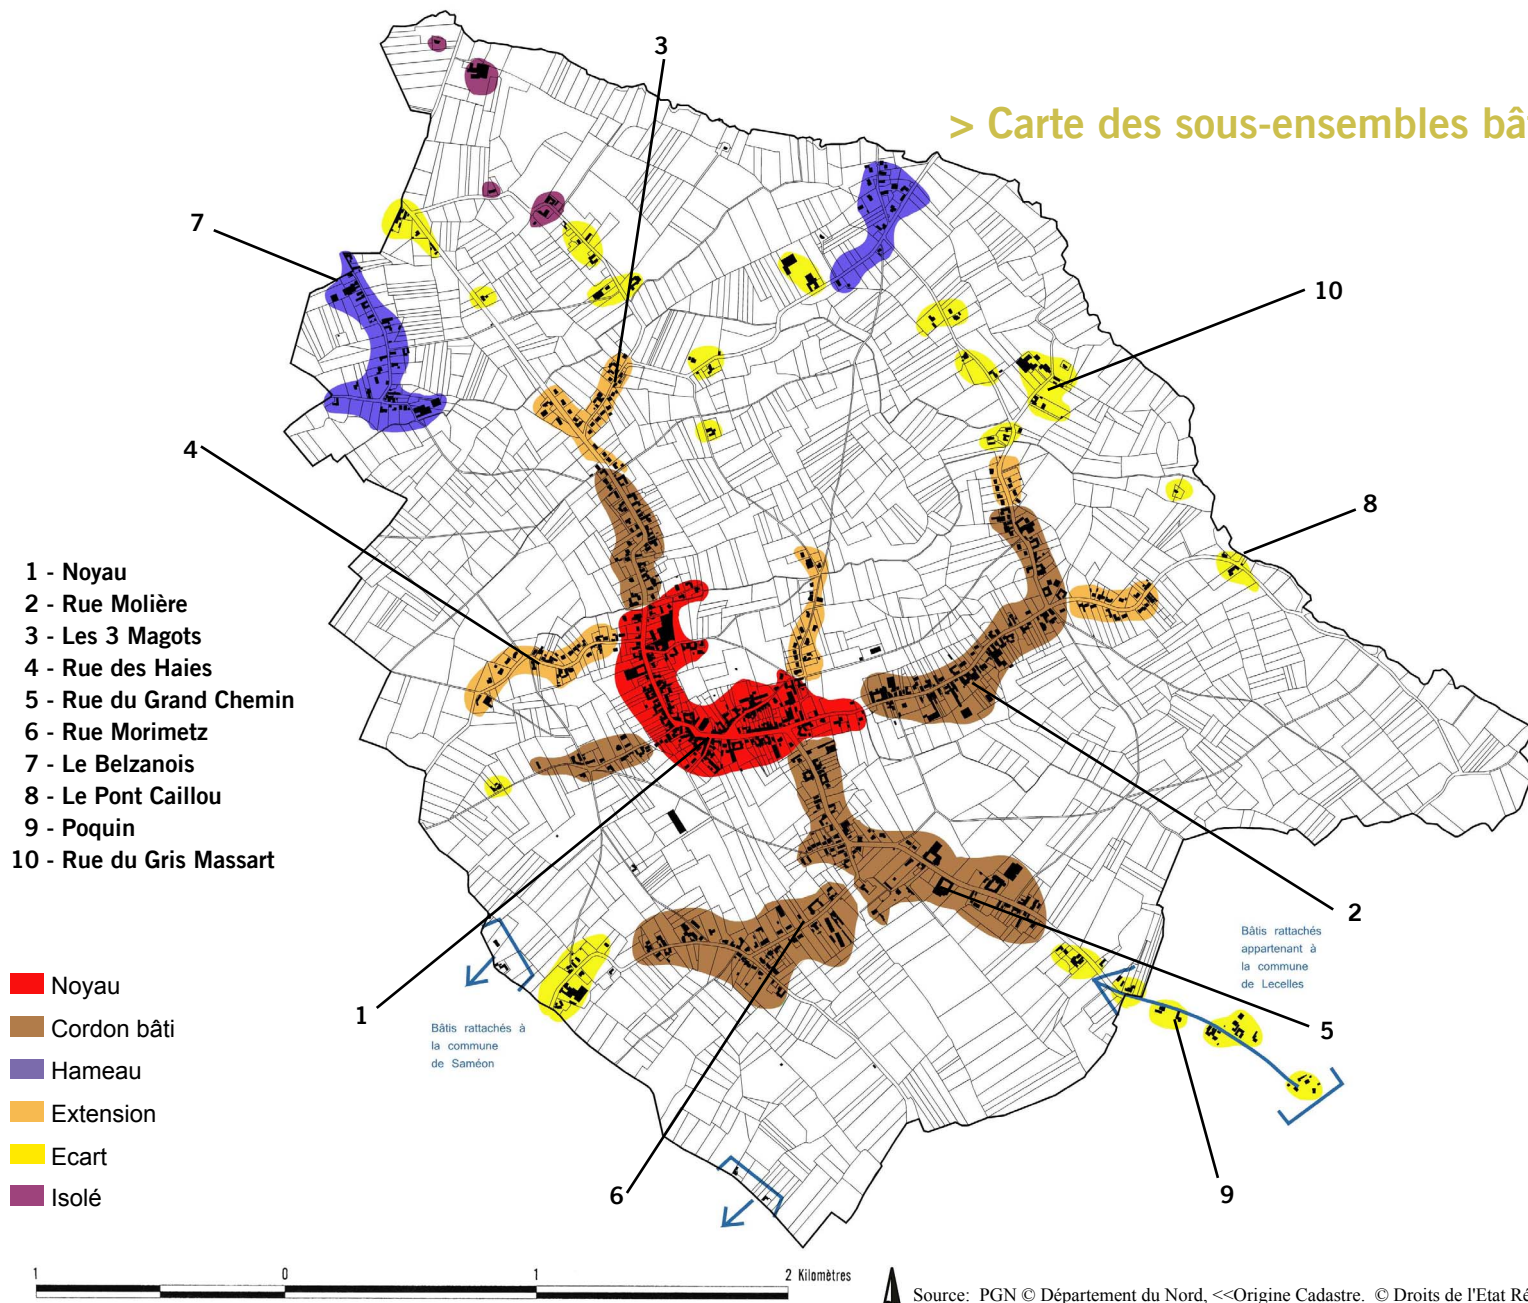 > Carte des sous-ensembles bâ
3
7
10
4
8
1 - Noyau
2 - Rue Molière
3 - Les 3 Magots
4 - Rue des Haies
5 - Rue du Grand Chemin
6 - Rue Morimetz
7 - Le Belzanois
8 - Le Pont Caillou
9 - Poquin
10 - Rue du Gris Massart
2
Bâtis rattachés
appartenant à
la commune
de Lecelles
Noyau
Cordon bâti
Hameau
Extension
Ecart
Isolé
1
Bâtis rattachés à
la commune
de Saméon
5
6
9
1 0 1 2 Kilomètres
Source: PGN © Département du Nord, <<Origine Cadastre. © Droits de l'Etat Ré